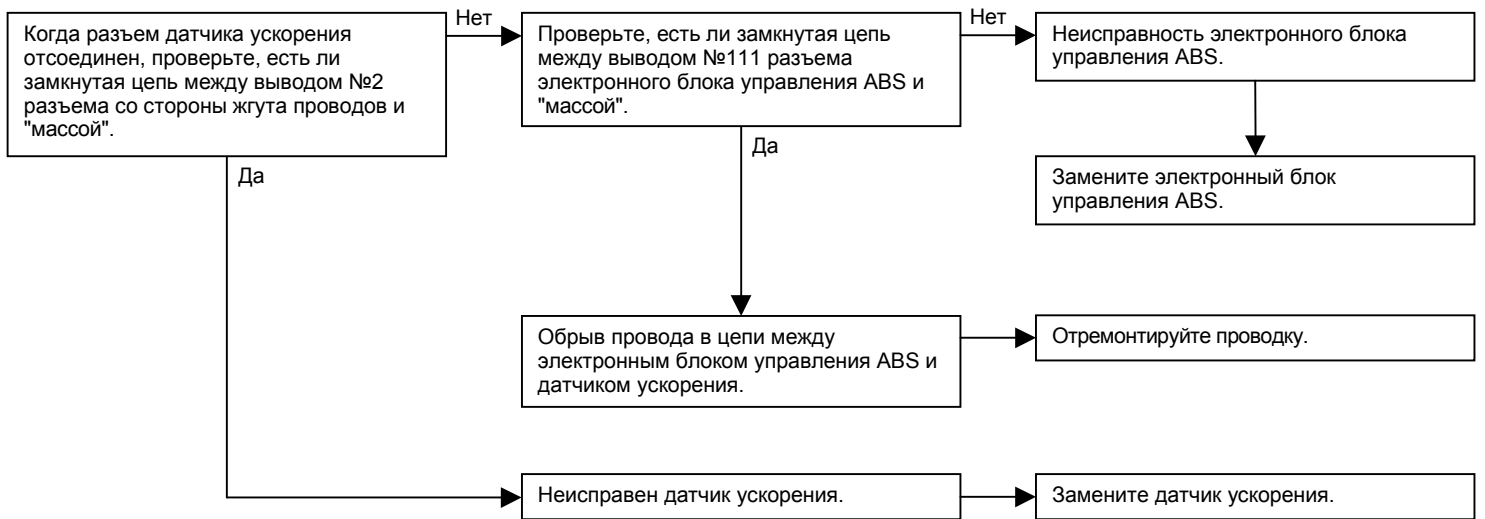 Когда разъем датчика ускорения
отсоединен, проверьте, есть ли
замкнутая цепь между выводом №2
разъема со стороны жгута проводов и
"массой".
Нет
Проверьте, есть ли замкнутая цепь
между выводом №111 разъема
электронного блока управления ABS и
"массой".
Нет
Неисправность электронного блока
управления ABS.
Да
Да
Замените электронный блок
управления ABS.
Обрыв провода в цепи между
электронным блоком управления ABS и
датчиком ускорения.
Отремонтируйте проводку.
Неисправен датчик ускорения.
Замените датчик ускорения.